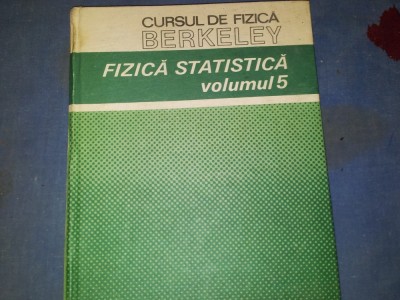 CURSUL DE FIZICĂ
BERKELEY
FIZICĂ STATISTICĂ
volumul 5